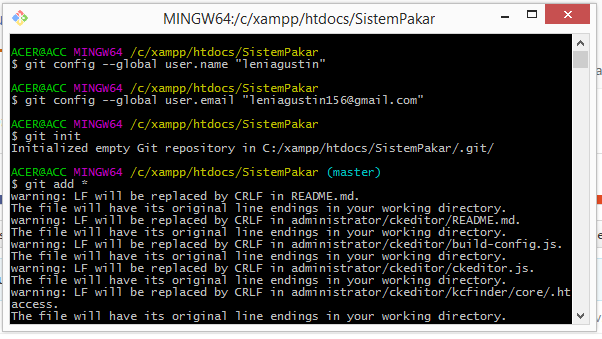 MINGW64:/c/xampp/htdocs/SistemPakar
ACER@ACC MINGW64 /c/xampp/htdocs/SistemPakar
$ git config --global user.name "leniagustin"
ACER@ACC MINGW64 /c/xampp/htdocs/SistemPakar
$ git config --global user.email "leniagustin156@gmail.com"
ACER@ACC MINGW64 /c/xampp/htdocs/SistemPakar
$ git init
Initialized empty Git repository in C:/xampp/htdocs/SistemPakar/.git/
ACER@ACC MINGW64 /c/xampp/htdocs/SistemPakar (master)
$ git add *
warning: LF will be replaced by CRLF in README.md.
The file will have its original line endings in your working directory.
warning: LF will be replaced by CRLF in administrator/ckeditor/README.md.
The file will have its original line endings in your working directory.
warning: LF will be replaced by CRLF in administrator/ckeditor/build-config.js.
The file will have its original line endings in your working directory.
warning: LF will be replaced by CRLF in administrator/ckeditor/ckeditor.js.
The file will have its original line endings in your working directory.
warning: LF will be replaced by CRLF in administrator/ckeditor/kcfinder/core/.ht
access.
The file will have its original line endings in your working directory.